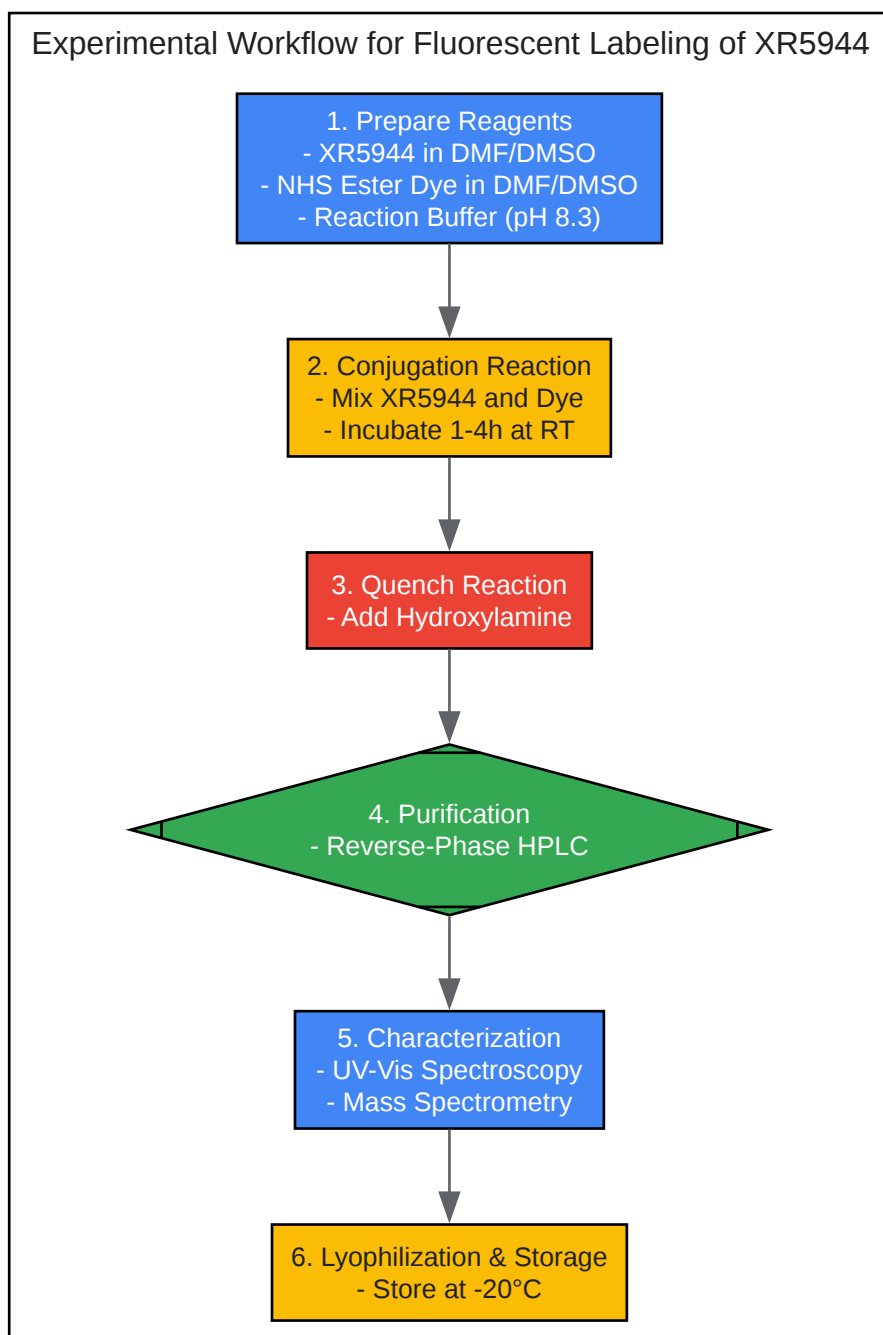 Experimental Workflow for Fluorescent Labeling of XR5944
1. Prepare Reagents
- XR5944 in DMF/DMSO
- NHS Ester Dye in DMF/DMSO
- Reaction Buffer (pH 8.3)
2. Conjugation Reaction
- Mix XR5944 and Dye
- Incubate 1-4h at RT
3. Quench Reaction
- Add Hydroxylamine
4. Purification
- Reverse-Phase HPLC
5. Characterization
- UV-Vis Spectroscopy
- Mass Spectrometry
6. Lyophilization & Storage
- Store at -20°C